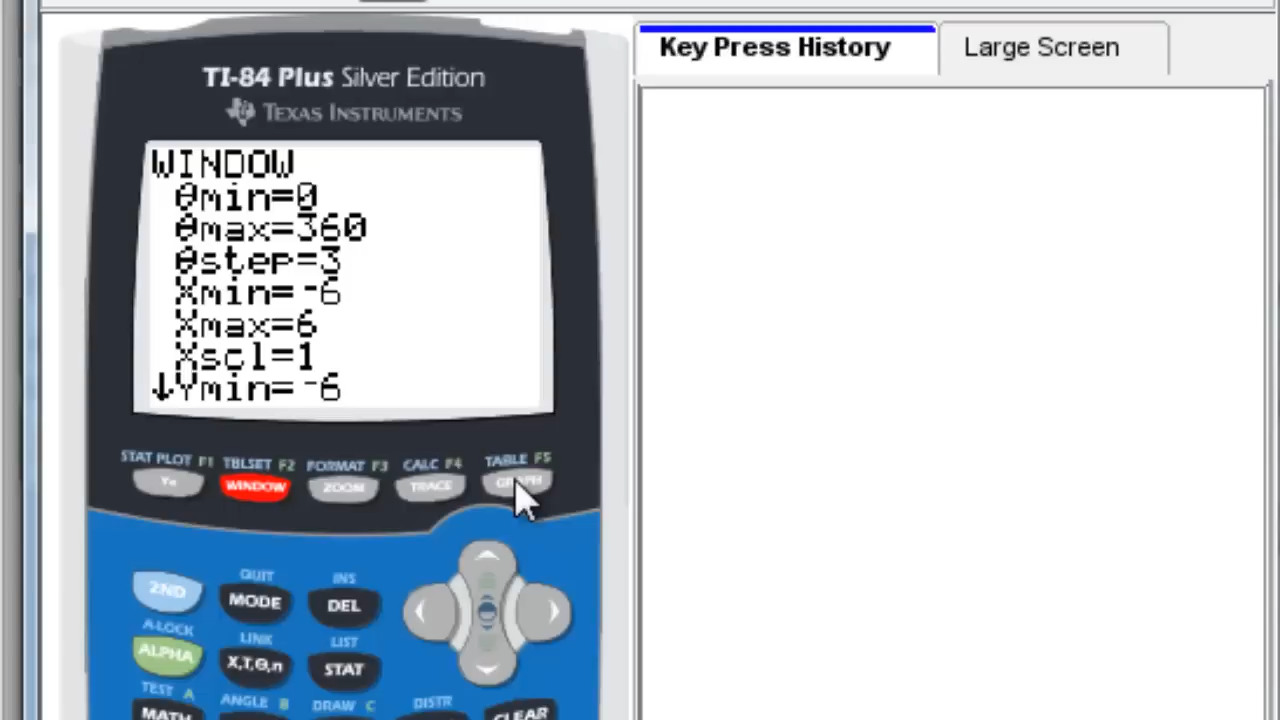 Key Press History
Large Screen
TI-84 Plus Silver Edition
TEXAS INSTRUMENTS
WINDOW
θmin=0
θmax=360
θstep=3
Xmin=-6
Xmax=6
Xscl=1
↓Ymin=-6
STAT PLOT F1 TBLSET F2 FORMAT F3 CALC F4 TABLE F5
Y= WINDOW ZOOM TRACE GRAPH
QUIT INS
2ND MODE DEL
A-LOCK LINK LIST
ALPHA X,T,θ,n STAT
TEST A ANGLE B DRAW C DISTR
MATH CLEAR